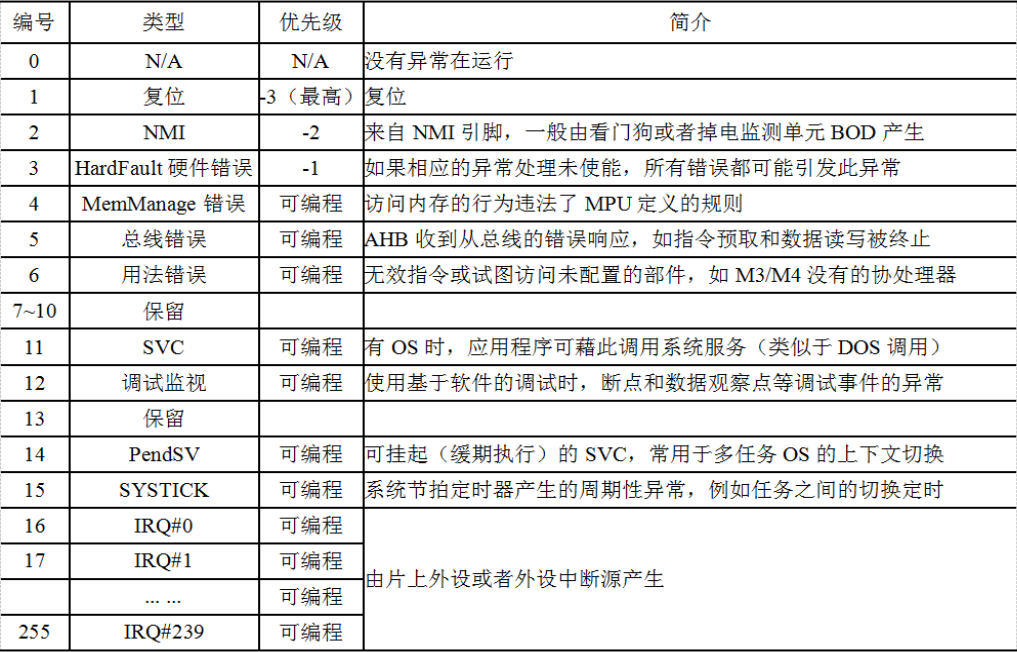 编号 类型 优先级 简介
0 N/A N/A 没有异常在运行
1 复位 -3（最高） 复位
2 NMI -2 来自 NMI 引脚，一般由看门狗或者掉电监测单元 BOD 产生
3 HardFault 硬件错误 -1 如果相应的异常处理未使能，所有错误都可能引发此异常
4 MemManage 错误 可编程 访问内存的行为违法了 MPU 定义的规则
5 总线错误 可编程 AHB 收到从总线的错误响应，如指令预取和数据读写被终止
6 用法错误 可编程 无效指令或试图访问未配置的部件，如 M3/M4 没有的协处理器
7~10 保留
11 SVC 可编程 有 OS 时，应用程序可藉此调用系统服务（类似于 DOS 调用）
12 调试监视 可编程 使用基于软件的调试时，断点和数据观察点等调试事件的异常
13 保留
14 PendSV 可编程 可挂起（缓期执行）的 SVC，常用于多任务 OS 的上下文切换
15 SYSTICK 可编程 系统节拍定时器产生的周期性异常，例如任务之间的切换定时
16 IRQ#0 可编程
17 IRQ#1 可编程
由片上外设或者外设中断源产生
... ... 可编程
255 IRQ#239 可编程